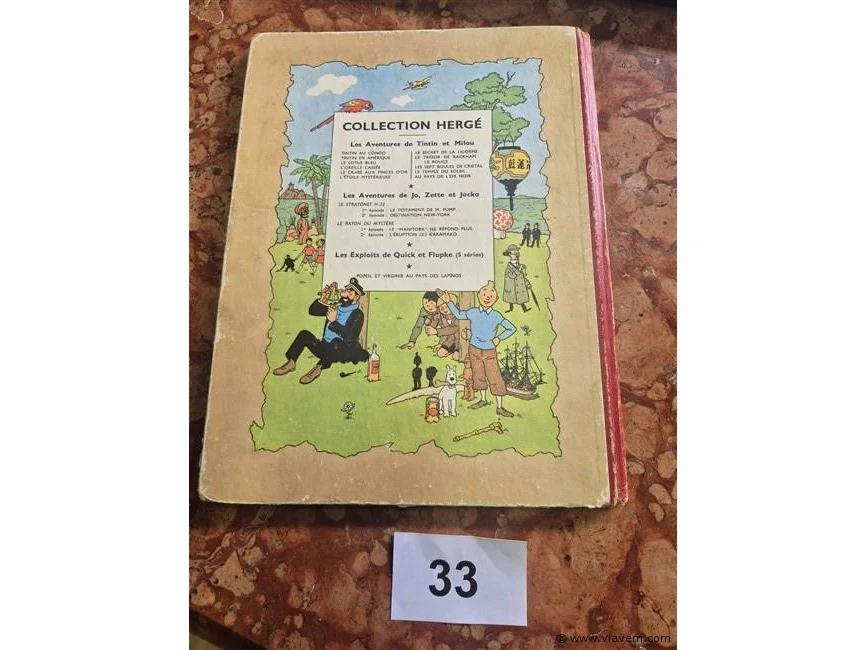 COLLECTION HERGÉ
Les Aventures de Tintin et Milou
TINTIN AU CONGO
TINTIN EN AMÉRIQUE
LE LOTUS BLEU
L'OREILLE CASSÉE
LE CRABE AUX PINCES D'OR
L'ÉTOILE MYSTÉRIEUSE
LE SECRET DE LA LICORNE
LE TRÉSOR DE RACKHAM
LE ROUGE
LES SEPT BOULES DE CRISTAL
LE TEMPLE DU SOLEIL
AU PAYS DE L'OR NOIR
Les Aventures de Jo, Zette et Jocko
LE STRATONEF H. 22
1er épisode : LE TESTAMENT DE M. PUMP
2e épisode : DESTINATION NEW-YORK
LE RAYON DU MYSTÈRE
1er épisode : LE "MANITOBA" NE RÉPOND PLUS
2e épisode : L'ÉRUPTION DU KARAMAKO
Les Exploits de Quick et Flupke (5 séries)
POPOL ET VIRGINIE AU PAYS DES LAPINOS
33
© www.vlavem.com